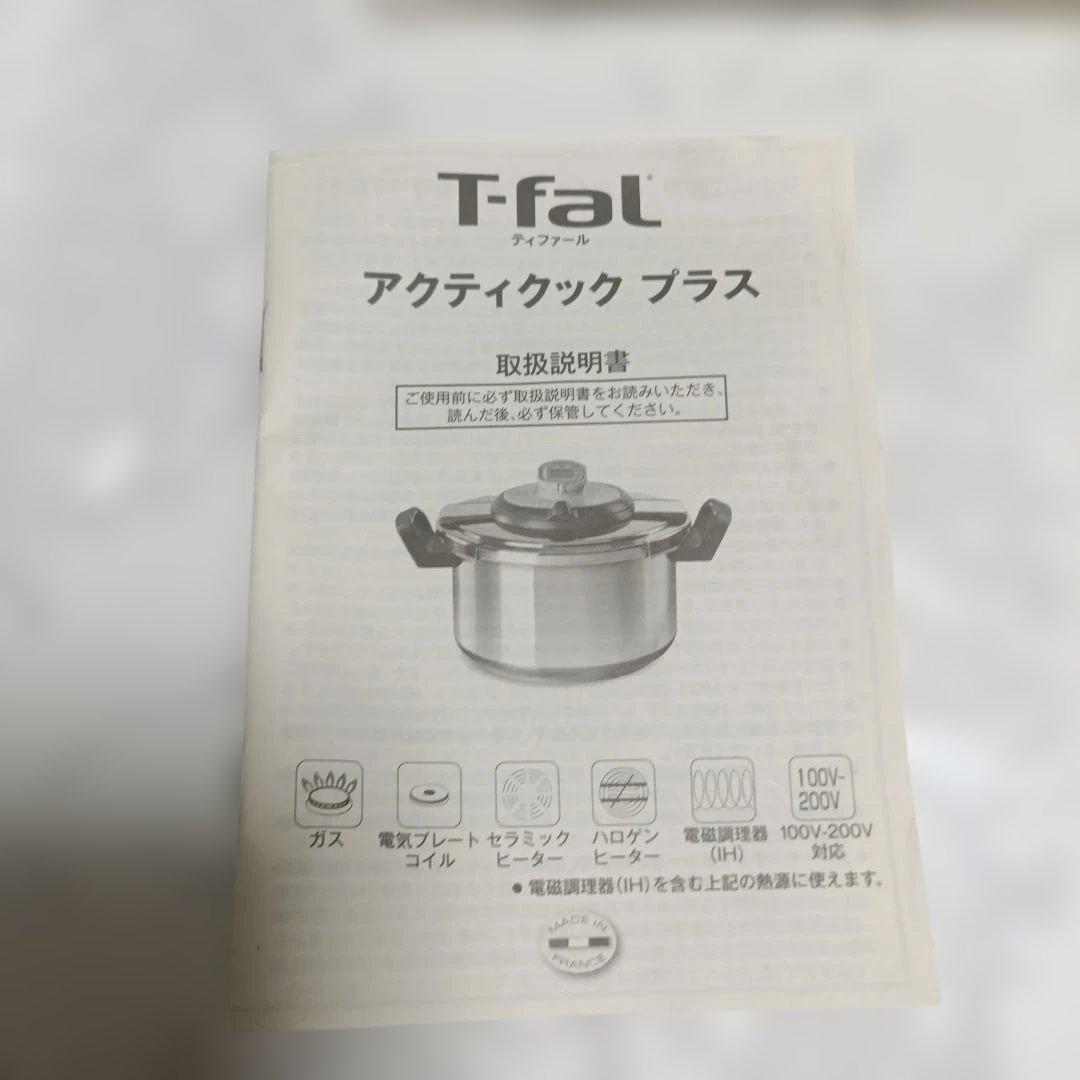 T-faL
ティファール
アクティクック プラス
取扱説明書
ご使用前に必ず取扱説明書をお読みいただき、
読んだ後、必ず保管してください。
100V-
200V
ガス
電気プレート
コイル
セラミック
ヒーター
ハロゲン
ヒーター
電磁調理器
(IH)
100V-200V
対応
● 電磁調理器(IH)を含む上記の熱源に使えます。
MADE IN
FRANCE